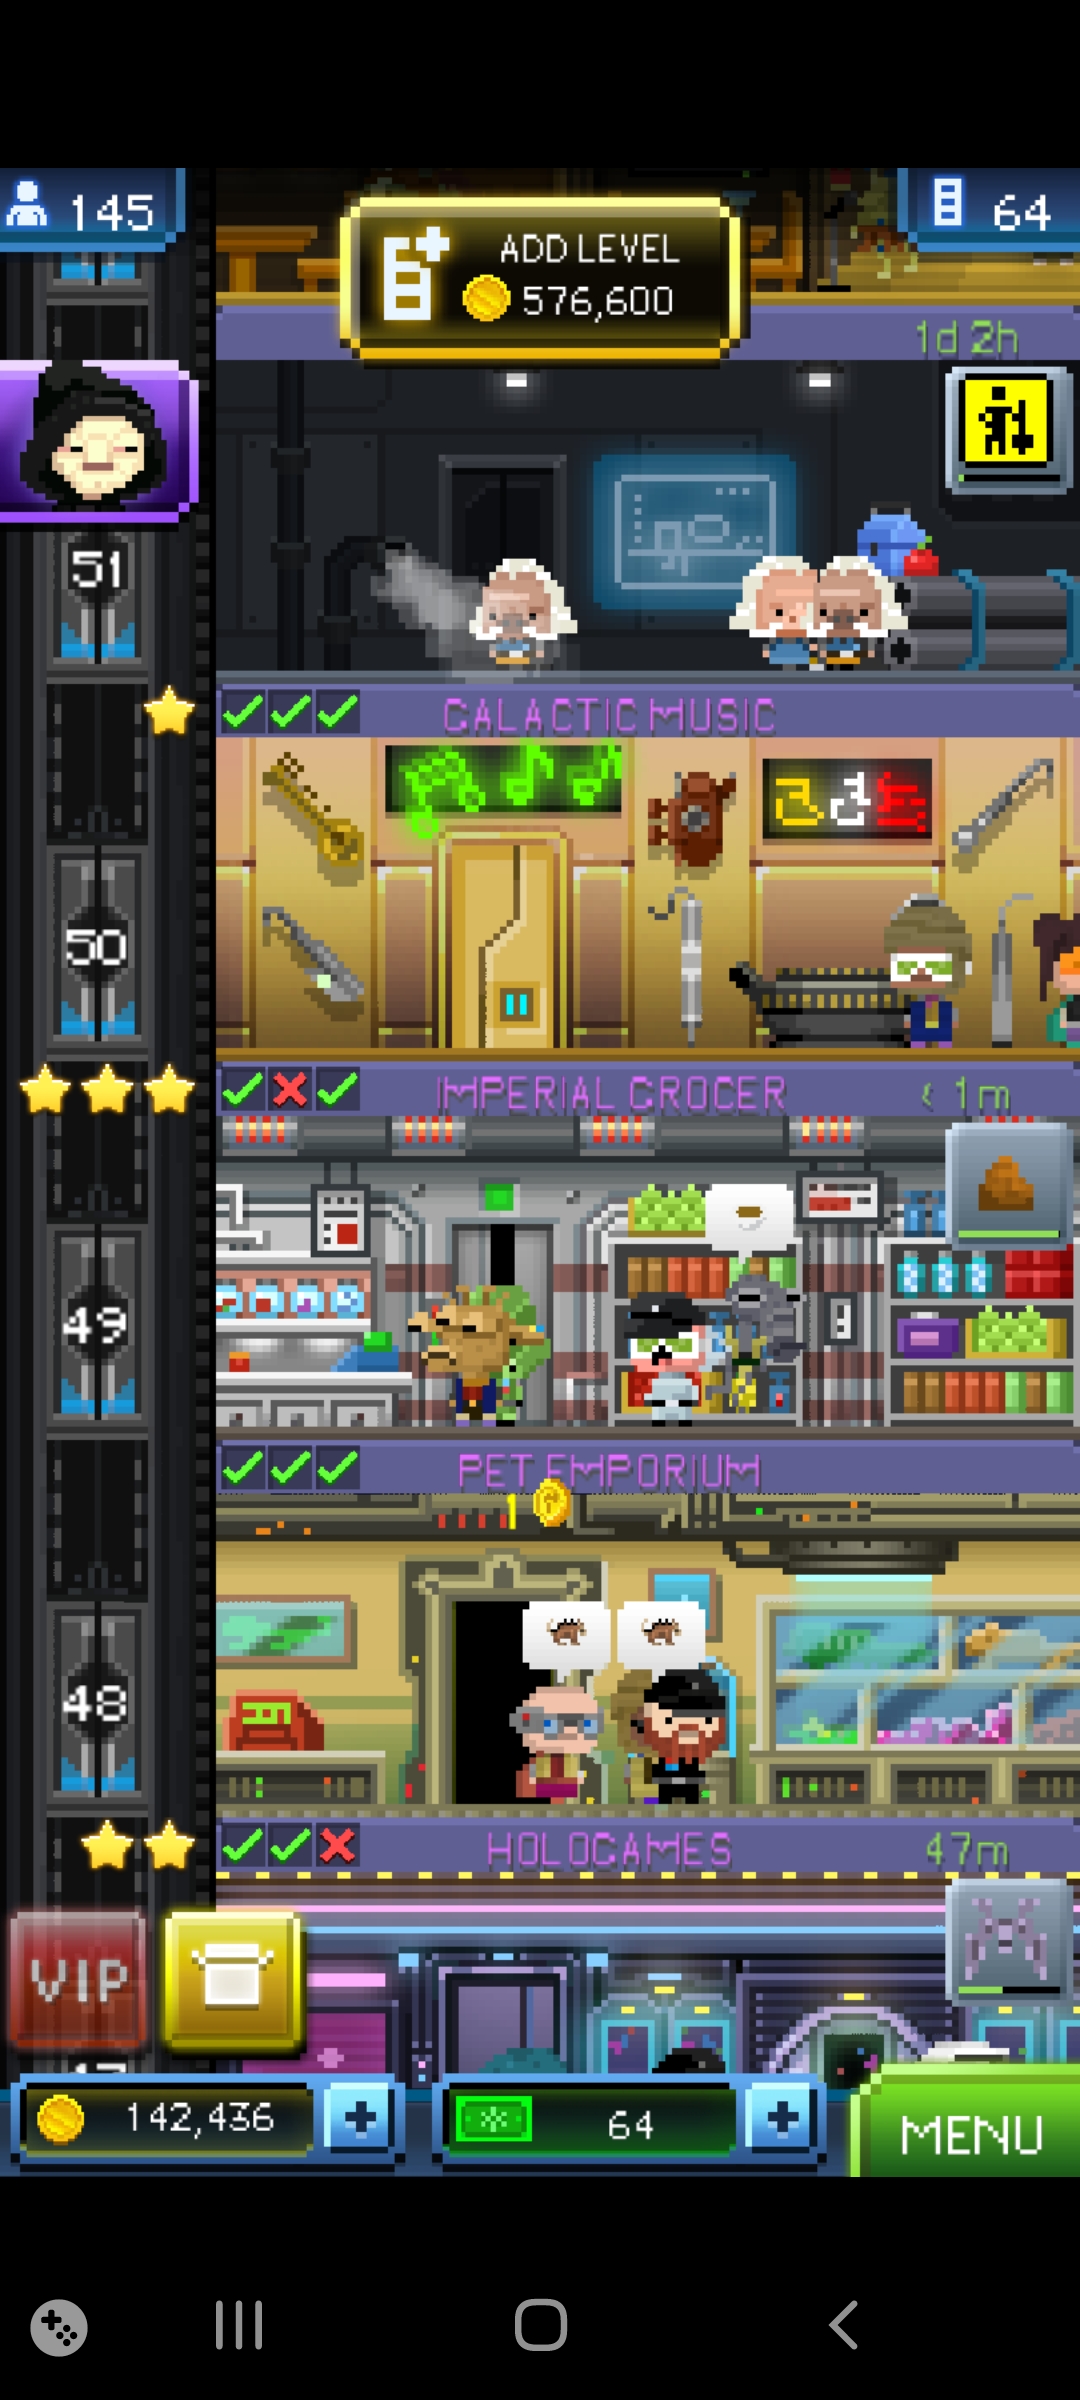 145
ADD LEVEL
576,600
64
1d 2h
51
GALACTIC MUSIC
50
IMPERIAL GROCER
< 1m
49
PET EMPORIUM
1
48
HOLOGAMES
47m
VIP
142,436
64
MENU